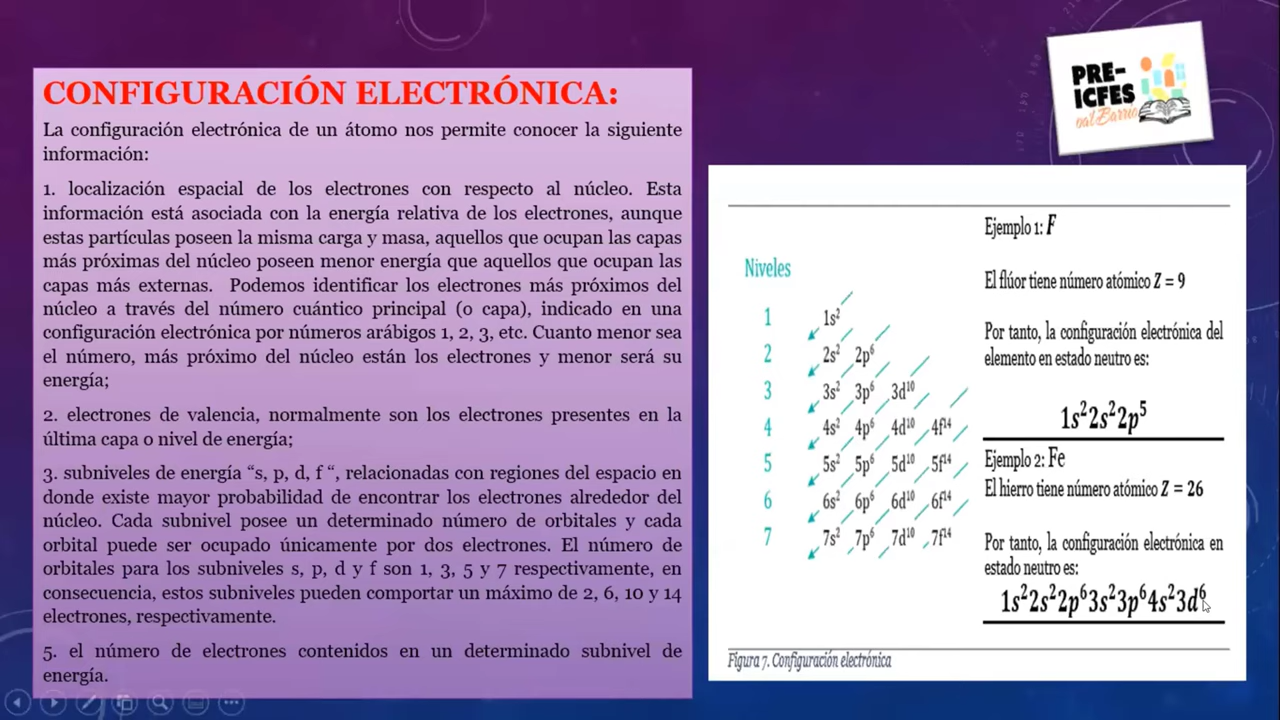 CONFIGURACIÓN ELECTRÓNICA:
La configuración electrónica de un átomo nos permite conocer la siguiente
información:
1. localización espacial de los electrones con respecto al núcleo. Esta
información está asociada con la energía relativa de los electrones, aunque
estas partículas poseen la misma carga y masa, aquellos que ocupan las capas
más próximas del núcleo poseen menor energía que aquellos que ocupan las
capas más externas. Podemos identificar los electrones más próximos del
núcleo a través del número cuántico principal (o capa), indicado en una
configuración electrónica por números arábigos 1, 2, 3, etc. Cuanto menor sea
el número, más próximo del núcleo están los electrones y menor será su
energía;
2. electrones de valencia, normalmente son los electrones presentes en la
última capa o nivel de energía;
3. subniveles de energía “s, p, d, f “, relacionadas con regiones del espacio en
donde existe mayor probabilidad de encontrar los electrones alrededor del
núcleo. Cada subnivel posee un determinado número de orbitales y cada
orbital puede ser ocupado únicamente por dos electrones. El número de
orbitales para los subniveles s, p, d y f son 1, 3, 5 y 7 respectivamente, en
consecuencia, estos subniveles pueden comportar un máximo de 2, 6, 10 y 14
electrones, respectivamente.
5. el número de electrones contenidos en un determinado subnivel de
energía.
PRE-
ICFES
oal Barrio
Niveles
1 1s²
2 2s² 2p⁶
3 3s² 3p⁶ 3d¹⁰
4 4s² 4p⁶ 4d¹⁰ 4f¹⁴
5 5s² 5p⁶ 5d¹⁰ 5f¹⁴
6 6s² 6p⁶ 6d¹⁰ 6f¹⁴
7 7s² 7p⁶ 7d¹⁰ 7f¹⁴
Ejemplo 1: F
El flúor tiene número atómico Z = 9
Por tanto, la configuración electrónica del
elemento en estado neutro es:
1s²2s²2p⁵
Ejemplo 2: Fe
El hierro tiene número atómico Z = 26
Por tanto, la configuración electrónica en
estado neutro es:
1s²2s²2p⁶3s²3p⁶4s²3d⁶
Figura 7. Configuración electrónica